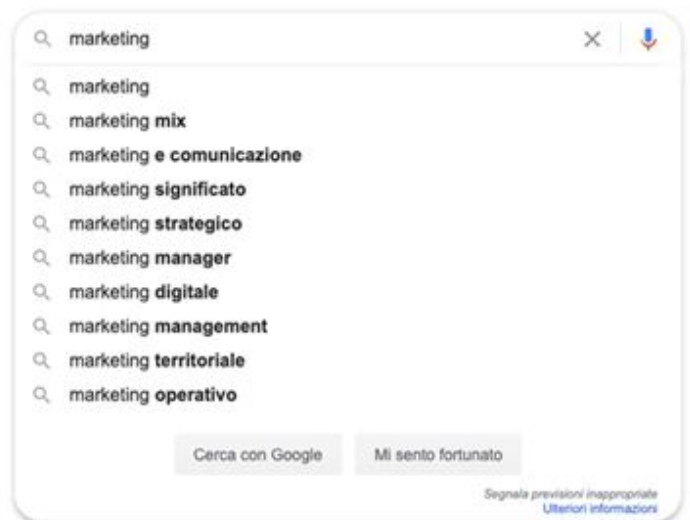 marketing
marketing
marketing mix
marketing e comunicazione
marketing significato
marketing strategico
marketing manager
marketing digitale
marketing management
marketing territoriale
marketing operativo
Cerca con Google
Mi sento fortunato
Segnala previsioni inappropriate
Ulteriori informazioni